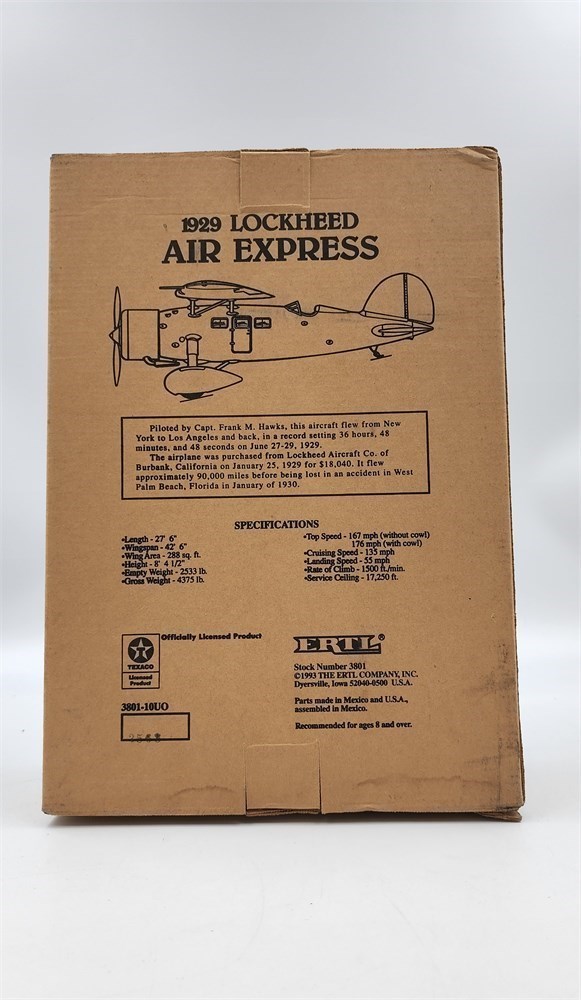 1929 LOCKHEED
AIR EXPRESS
Piloted by Capt. Frank M. Hawks, this aircraft flew from New
York to Los Angeles and back, in a record setting 36 hours, 48
minutes, and 48 seconds on June 27-29, 1929.
The airplane was purchased from Lockheed Aircraft Co. of
Burbank, California on January 25, 1929 for $18,040. It flew
approximately 90,000 miles before being lost in an accident in West
Palm Beach, Florida in January of 1930.
SPECIFICATIONS
•Length - 27' 6"
•Wingspan - 42' 6"
•Wing Area - 288 sq. ft.
•Height - 8' 4 1/2"
•Empty Weight - 2533 lb.
•Gross Weight - 4375 lb.
•Top Speed - 167 mph (without cowl)
176 mph (with cowl)
•Cruising Speed - 135 mph
•Landing Speed - 55 mph
•Rate of Climb - 1500 ft./min.
•Service Ceiling - 17,250 ft.
Officially Licensed Product
T
TEXACO
Licensed
Product
3801-10UO
ERTL®
Stock Number 3801
©1993 THE ERTL COMPANY, INC.
Dyersville, Iowa 52040-0500 U.S.A.
Parts made in Mexico and U.S.A.,
assembled in Mexico.
Recommended for ages 8 and over.